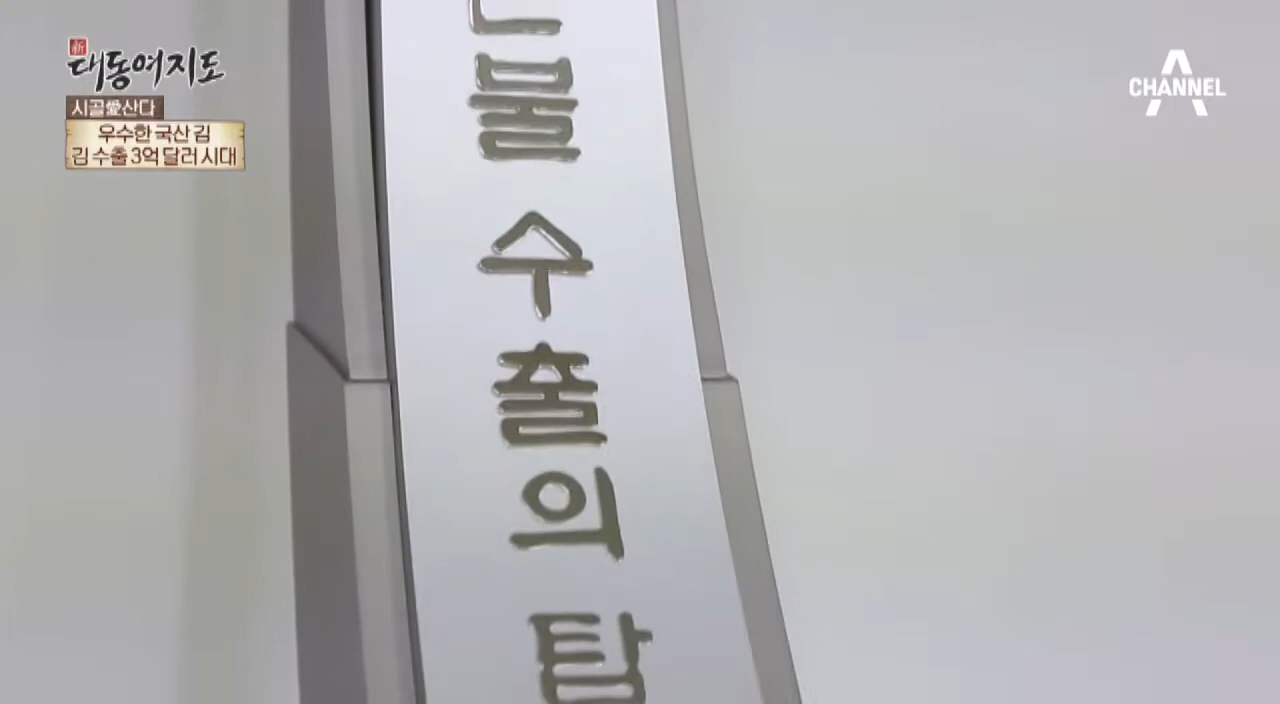 新
대동여지도
시골愛산다
우수한 국산 김
김 수출 3억 달러 시대
CHANNEL A
불 수출의 탑